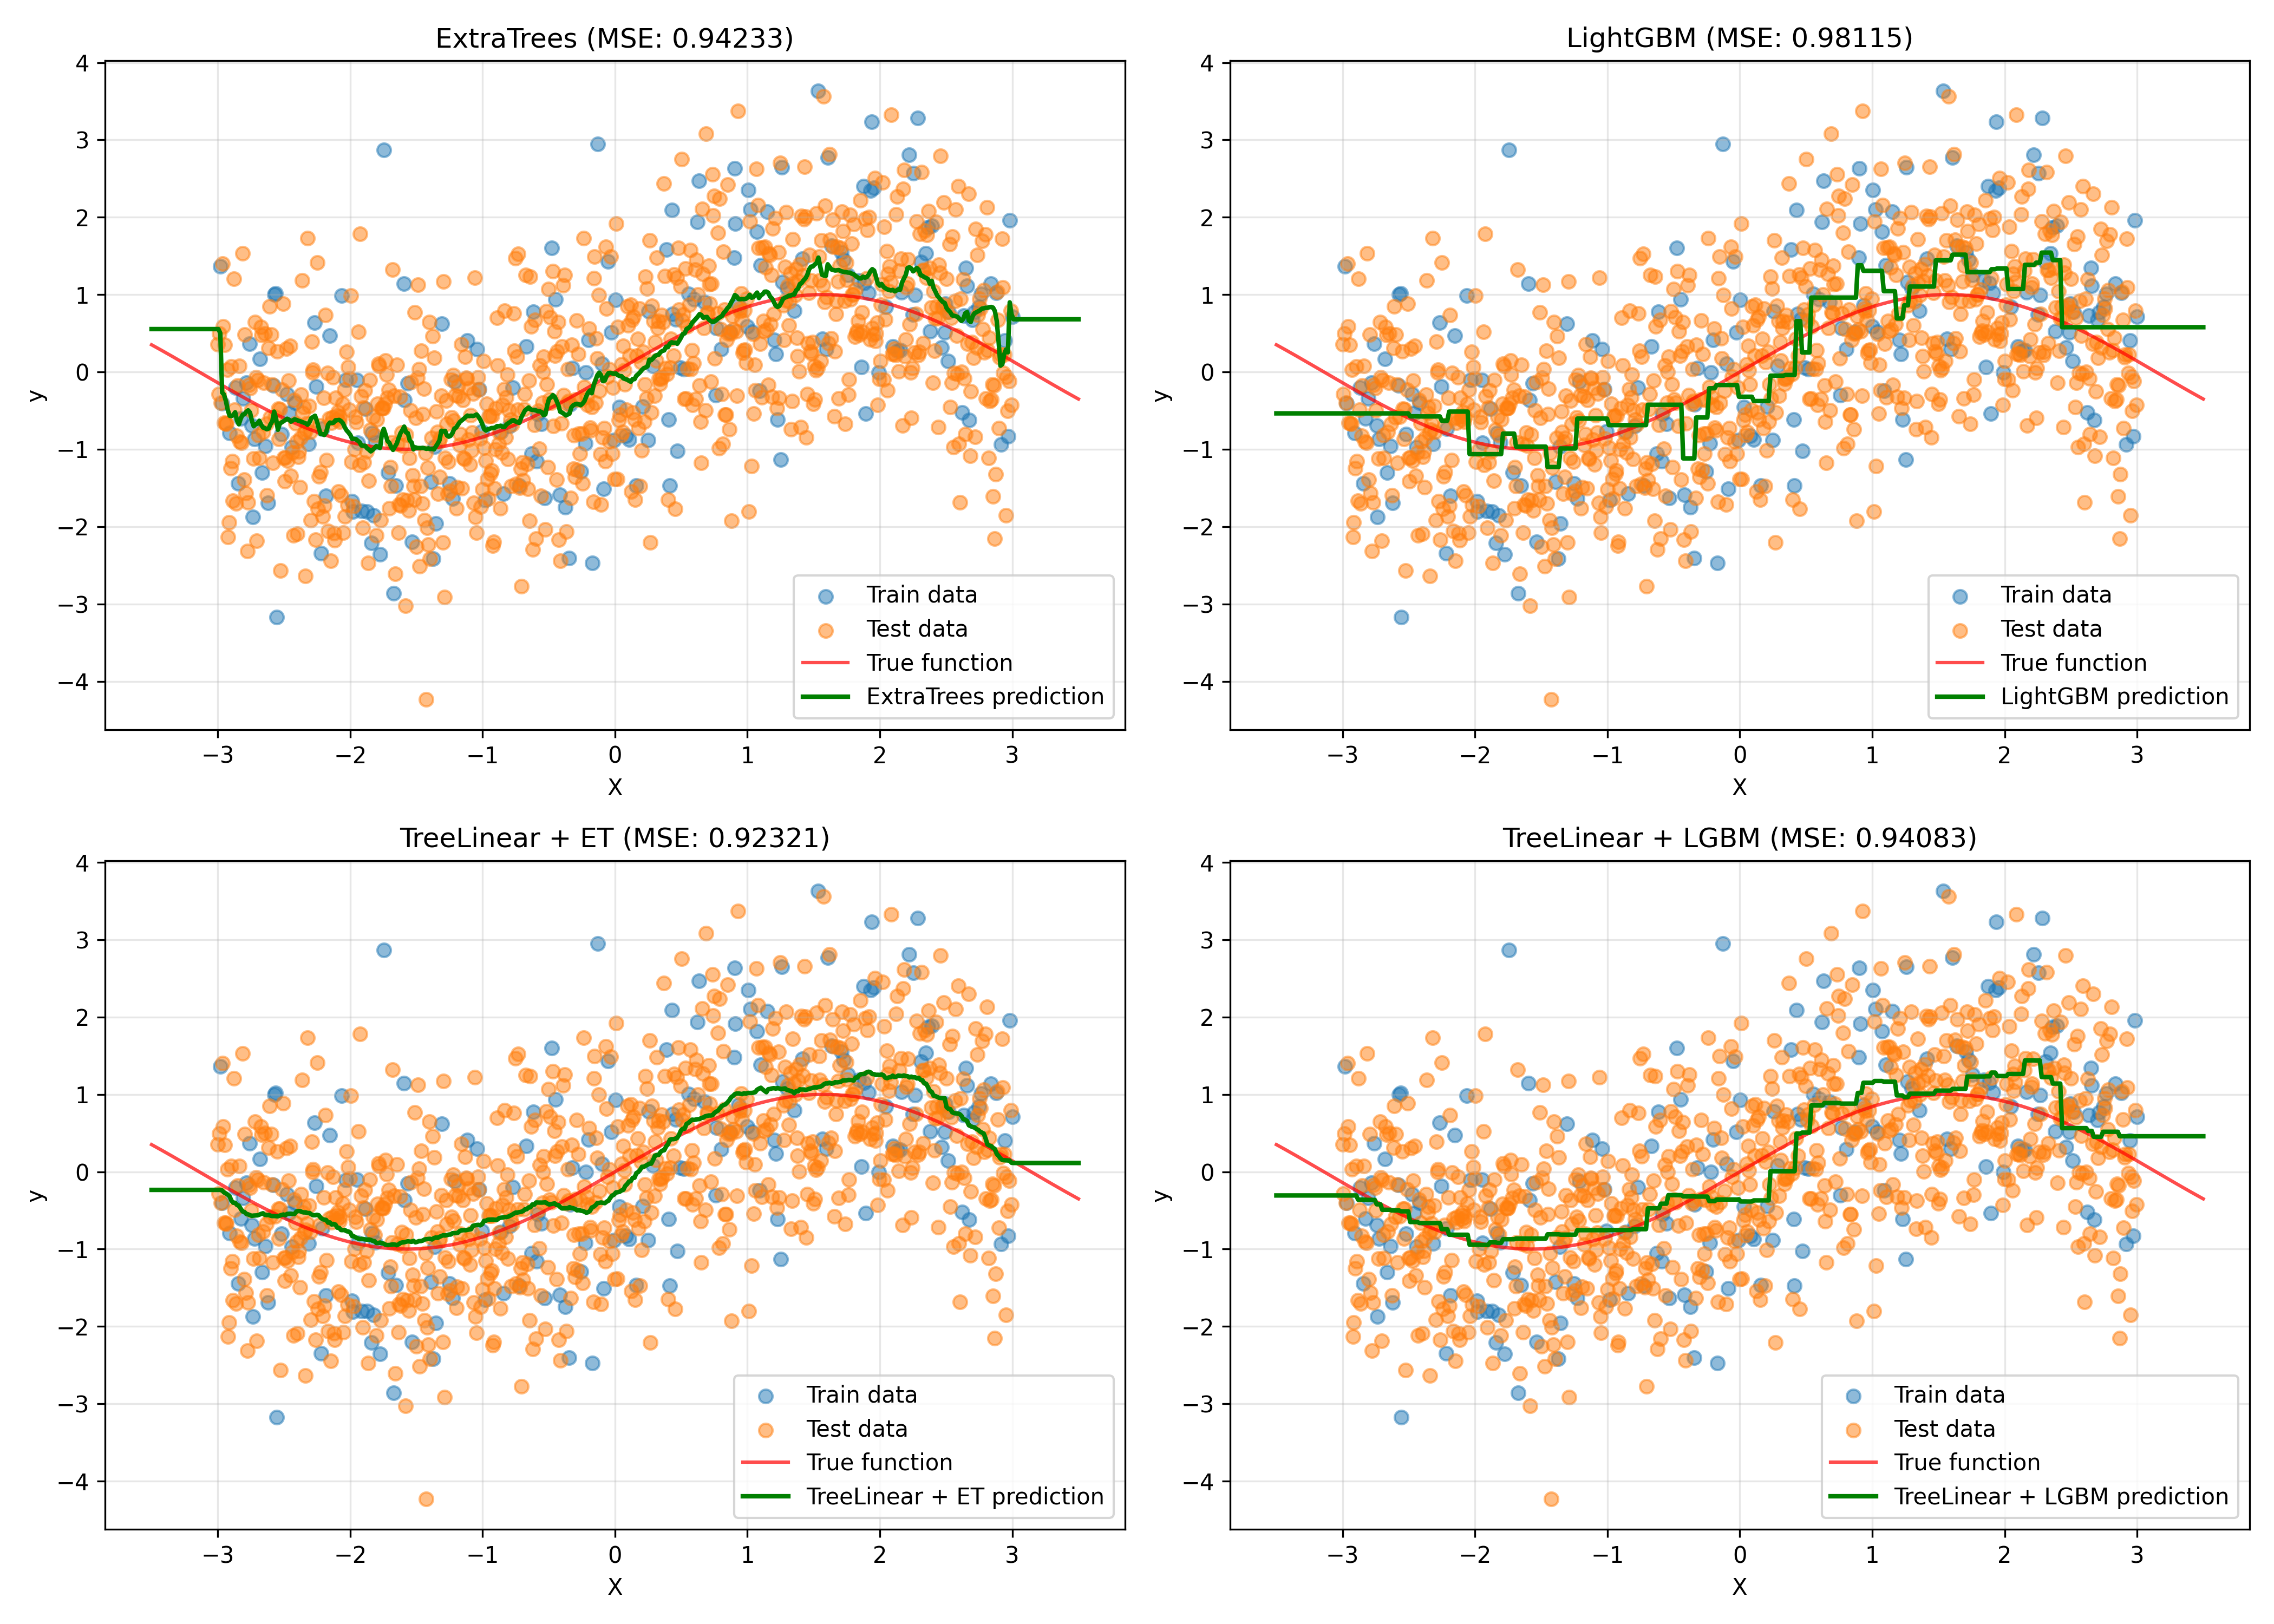 ExtraTrees (MSE: 0.94233)
4
3
2
1
0
−1
−2
−3
−4
y
−3 −2 −1 0 1 2 3
X
Train data
Test data
True function
ExtraTrees prediction
LightGBM (MSE: 0.98115)
4
3
2
1
0
−1
−2
−3
−4
y
−3 −2 −1 0 1 2 3
X
Train data
Test data
True function
LightGBM prediction
TreeLinear + ET (MSE: 0.92321)
4
3
2
1
0
−1
−2
−3
−4
y
−3 −2 −1 0 1 2 3
X
Train data
Test data
True function
TreeLinear + ET prediction
TreeLinear + LGBM (MSE: 0.94083)
4
3
2
1
0
−1
−2
−3
−4
y
−3 −2 −1 0 1 2 3
X
Train data
Test data
True function
TreeLinear + LGBM prediction